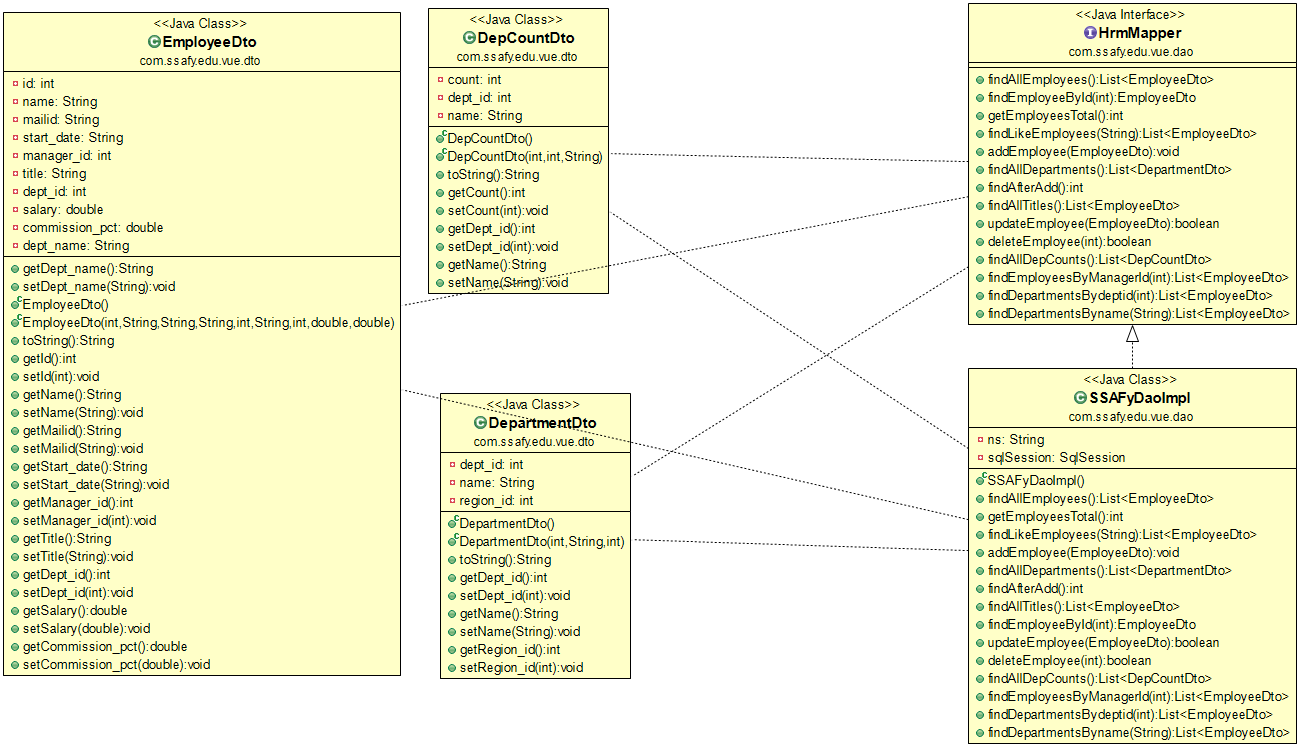 <<Java Class>>
EmployeeDto
com.ssafy.edu.vue.dto
id: int
name: String
mailid: String
start_date: String
manager_id: int
title: String
dept_id: int
salary: double
commission_pct: double
dept_name: String
getDept_name():String
setDept_name(String):void
EmployeeDto()
EmployeeDto(int,String,String,String,int,String,int,double,double)
toString():String
getId():int
setId(int):void
getName():String
setName(String):void
getMailid():String
setMailid(String):void
getStart_date():String
setStart_date(String):void
getManager_id():int
setManager_id(int):void
getTitle():String
setTitle(String):void
getDept_id():int
setDept_id(int):void
getSalary():double
setSalary(double):void
getCommission_pct():double
setCommission_pct(double):void
<<Java Class>>
DepCountDto
com.ssafy.edu.vue.dto
count: int
dept_id: int
name: String
DepCountDto()
DepCountDto(int,int,String)
toString():String
getCount():int
setCount(int):void
getDept_id():int
setDept_id(int):void
getName():String
setName(String):void
<<Java Class>>
DepartmentDto
com.ssafy.edu.vue.dto
dept_id: int
name: String
region_id: int
DepartmentDto()
DepartmentDto(int,String,int)
toString():String
getDept_id():int
setDept_id(int):void
getName():String
setName(String):void
getRegion_id():int
setRegion_id(int):void
<<Java Interface>>
HrmMapper
com.ssafy.edu.vue.dao
findAllEmployees():List<EmployeeDto>
findEmployeeById(int):EmployeeDto
getEmployeesTotal():int
findLikeEmployees(String):List<EmployeeDto>
addEmployee(EmployeeDto):void
findAllDepartments():List<DepartmentDto>
findAfterAdd():int
findAllTitles():List<EmployeeDto>
updateEmployee(EmployeeDto):boolean
deleteEmployee(int):boolean
findAllDepCounts():List<DepCountDto>
findEmployeesByManagerId(int):List<EmployeeDto>
findDepartmentsBydeptid(int):List<EmployeeDto>
findDepartmentsByname(String):List<EmployeeDto>
<<Java Class>>
SSAFyDaoImpl
com.ssafy.edu.vue.dao
ns: String
sqlSession: SqlSession
SSAFyDaoImpl()
findAllEmployees():List<EmployeeDto>
getEmployeesTotal():int
findLikeEmployees(String):List<EmployeeDto>
addEmployee(EmployeeDto):void
findAllDepartments():List<DepartmentDto>
findAfterAdd():int
findAllTitles():List<EmployeeDto>
findEmployeeById(int):EmployeeDto
updateEmployee(EmployeeDto):boolean
deleteEmployee(int):boolean
findAllDepCounts():List<DepCountDto>
findEmployeesByManagerId(int):List<EmployeeDto>
findDepartmentsBydeptid(int):List<EmployeeDto>
findDepartmentsByname(String):List<EmployeeDto>